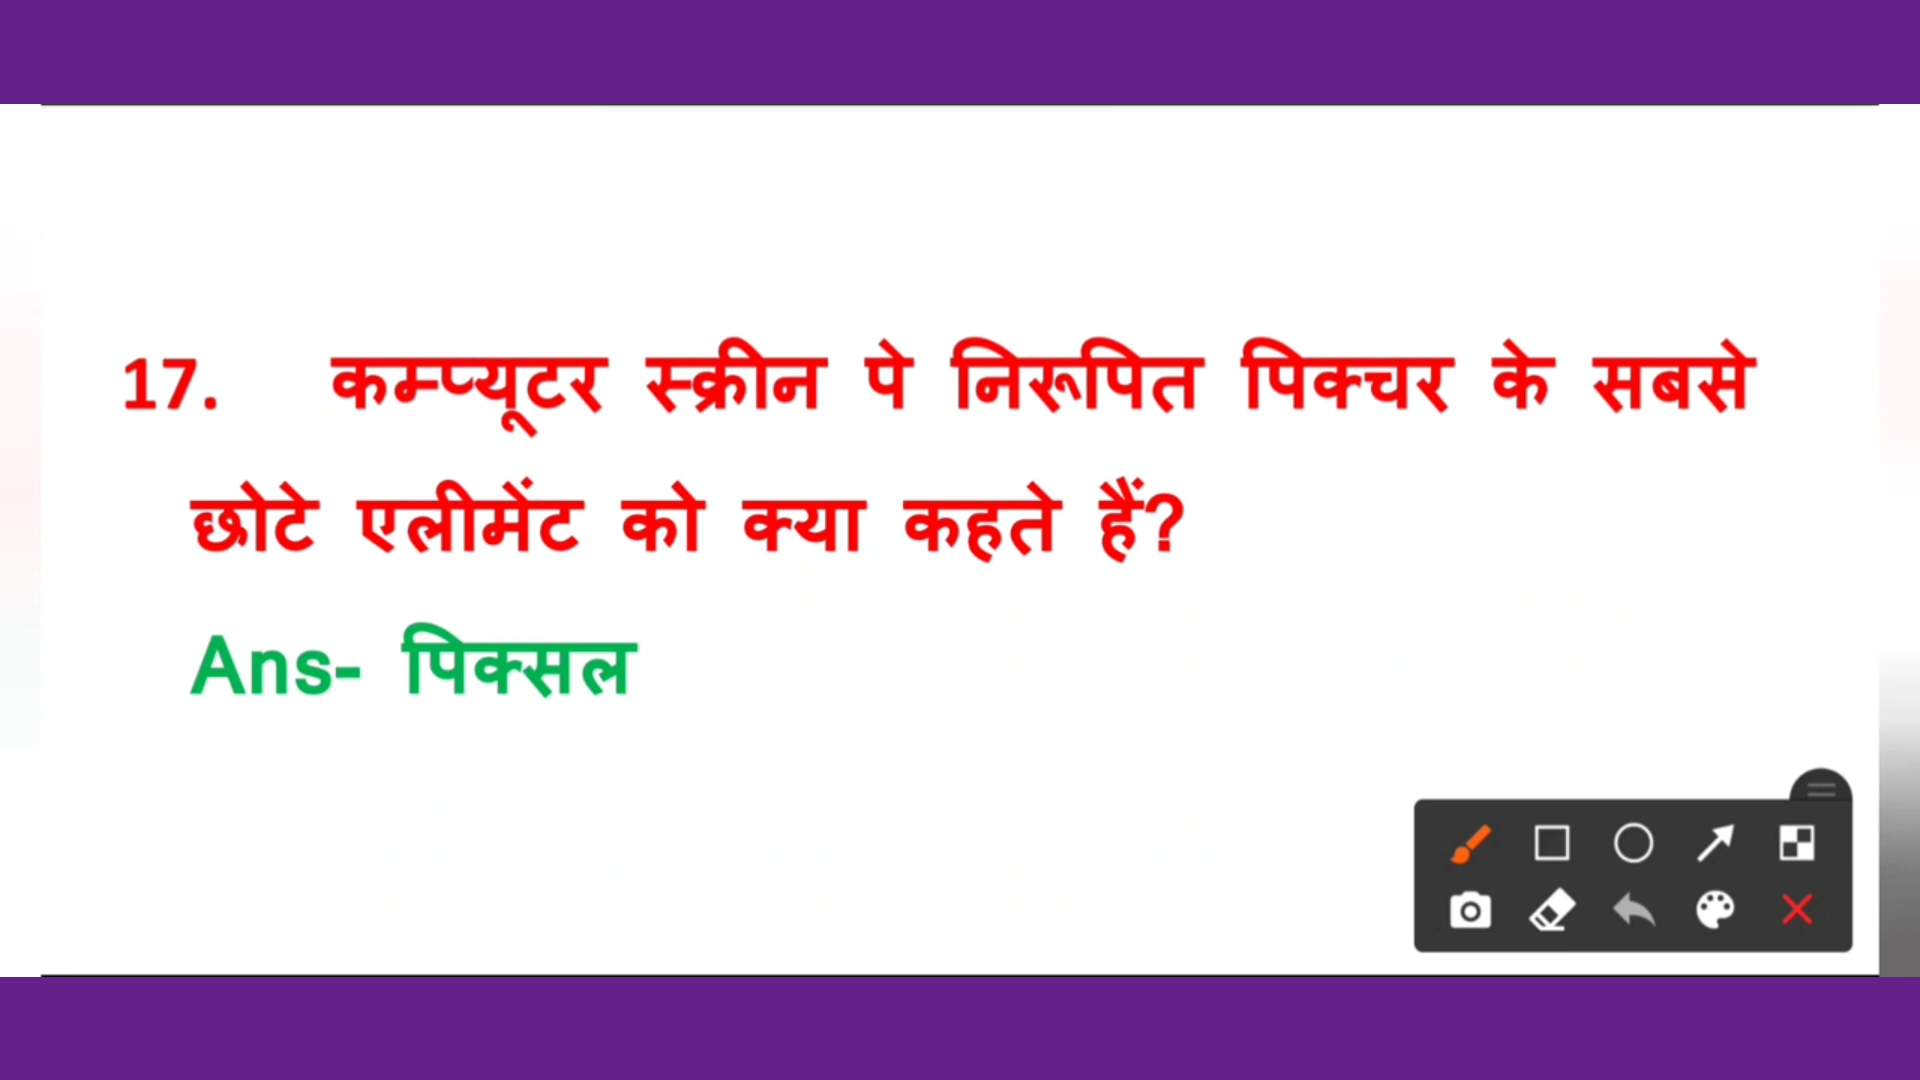 17. कम्प्यूटर स्क्रीन पे निरूपित पिक्चर के सबसे
छोटे एलीमेंट को क्या कहते हैं?
Ans- पिक्सल